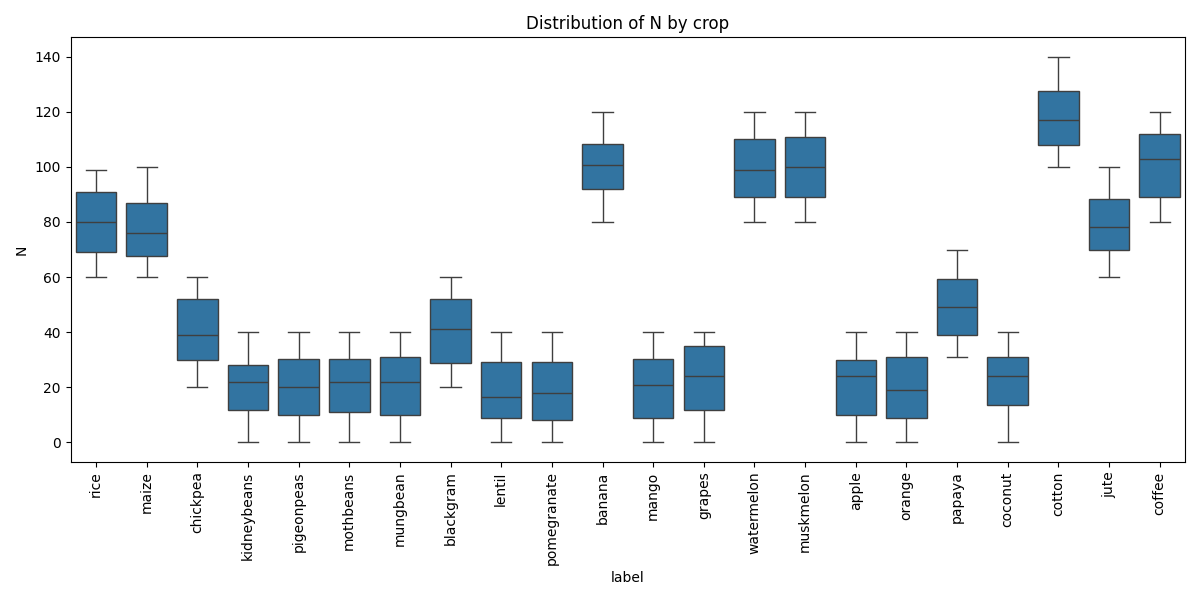 Distribution of N by crop
N
140
120
100
80
60
40
20
0
rice
maize
chickpea
kidneybeans
pigeonpeas
mothbeans
mungbean
blackgram
lentil
pomegranate
banana
mango
grapes
watermelon
muskmelon
apple
orange
papaya
coconut
cotton
jute
coffee
label